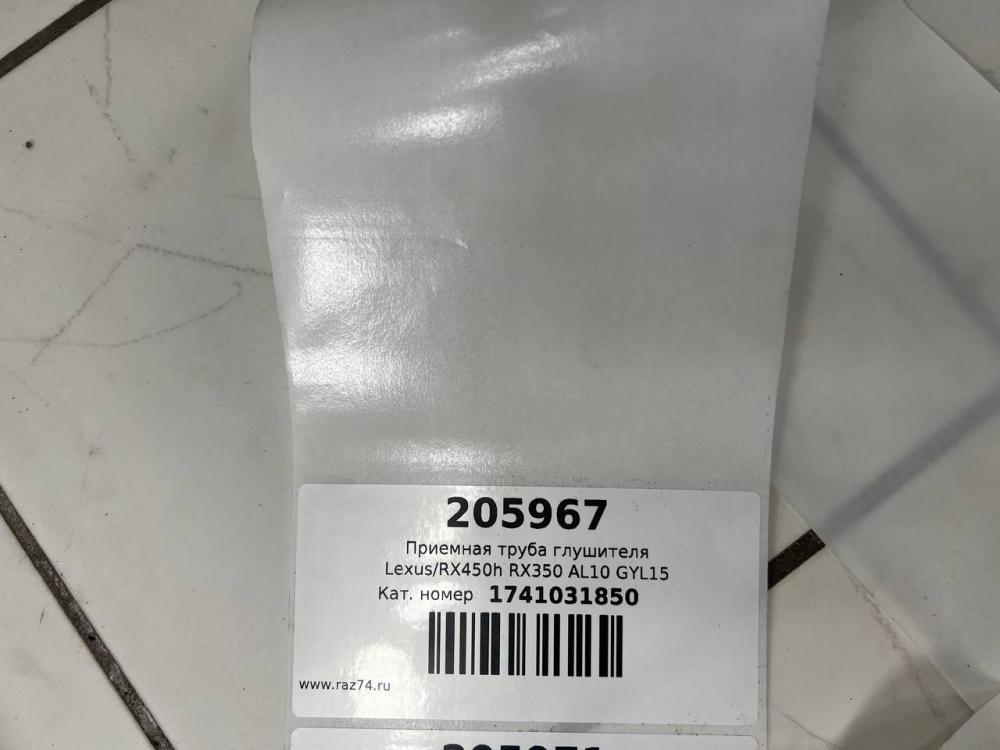 205967
Приемная труба глушителя
Lexus/RX450h RX350 AL10 GYL15
Кат. номер 1741031850
www.raz74.ru